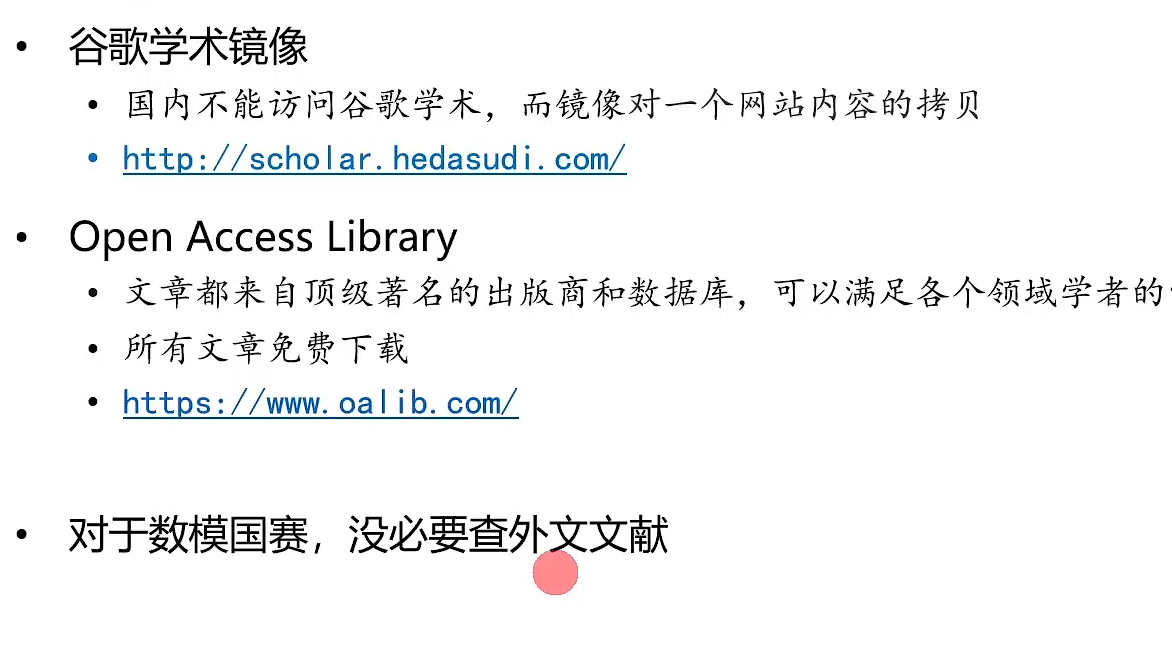 • 谷歌学术镜像
• 国内不能访问谷歌学术，而镜像对一个网站内容的拷贝
• http://scholar.hedasudi.com/
• Open Access Library
• 文章都来自顶级著名的出版商和数据库，可以满足各个领域学者的
• 所有文章免费下载
• https://www.oalib.com/
• 对于数模国赛，没必要查外文文献